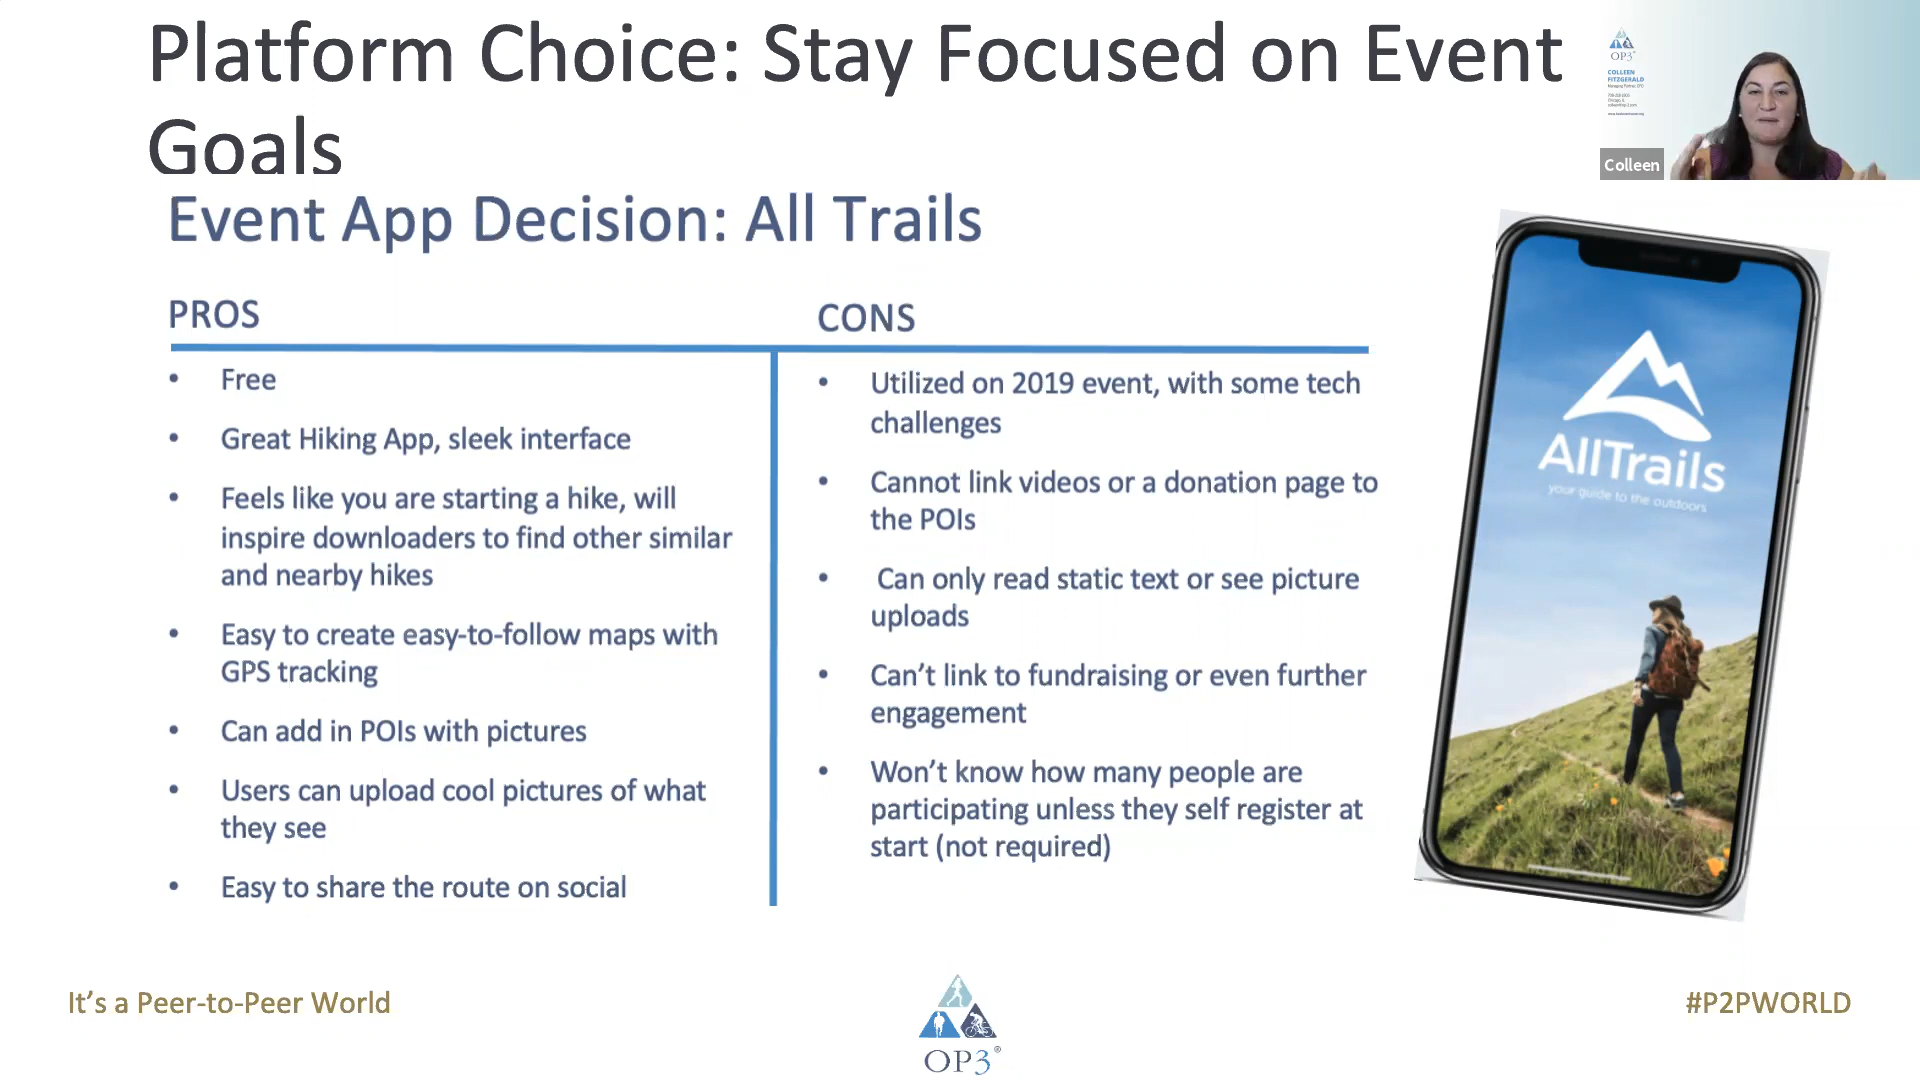 Platform Choice: Stay Focused on Event
Goals
OP3
COLLEEN
FITZGERALD
Colleen
Event App Decision: All Trails
PROS
• Free
• Great Hiking App, sleek interface
• Feels like you are starting a hike, will
inspire downloaders to find other similar
and nearby hikes
• Easy to create easy-to-follow maps with
GPS tracking
• Can add in POIs with pictures
• Users can upload cool pictures of what
they see
• Easy to share the route on social
CONS
• Utilized on 2019 event, with some tech
challenges
• Cannot link videos or a donation page to
the POIs
• Can only read static text or see picture
uploads
• Can’t link to fundraising or even further
engagement
• Won’t know how many people are
participating unless they self register at
start (not required)
AllTrails
your guide to the outdoors
It’s a Peer-to-Peer World
OP3®
#P2PWORLD